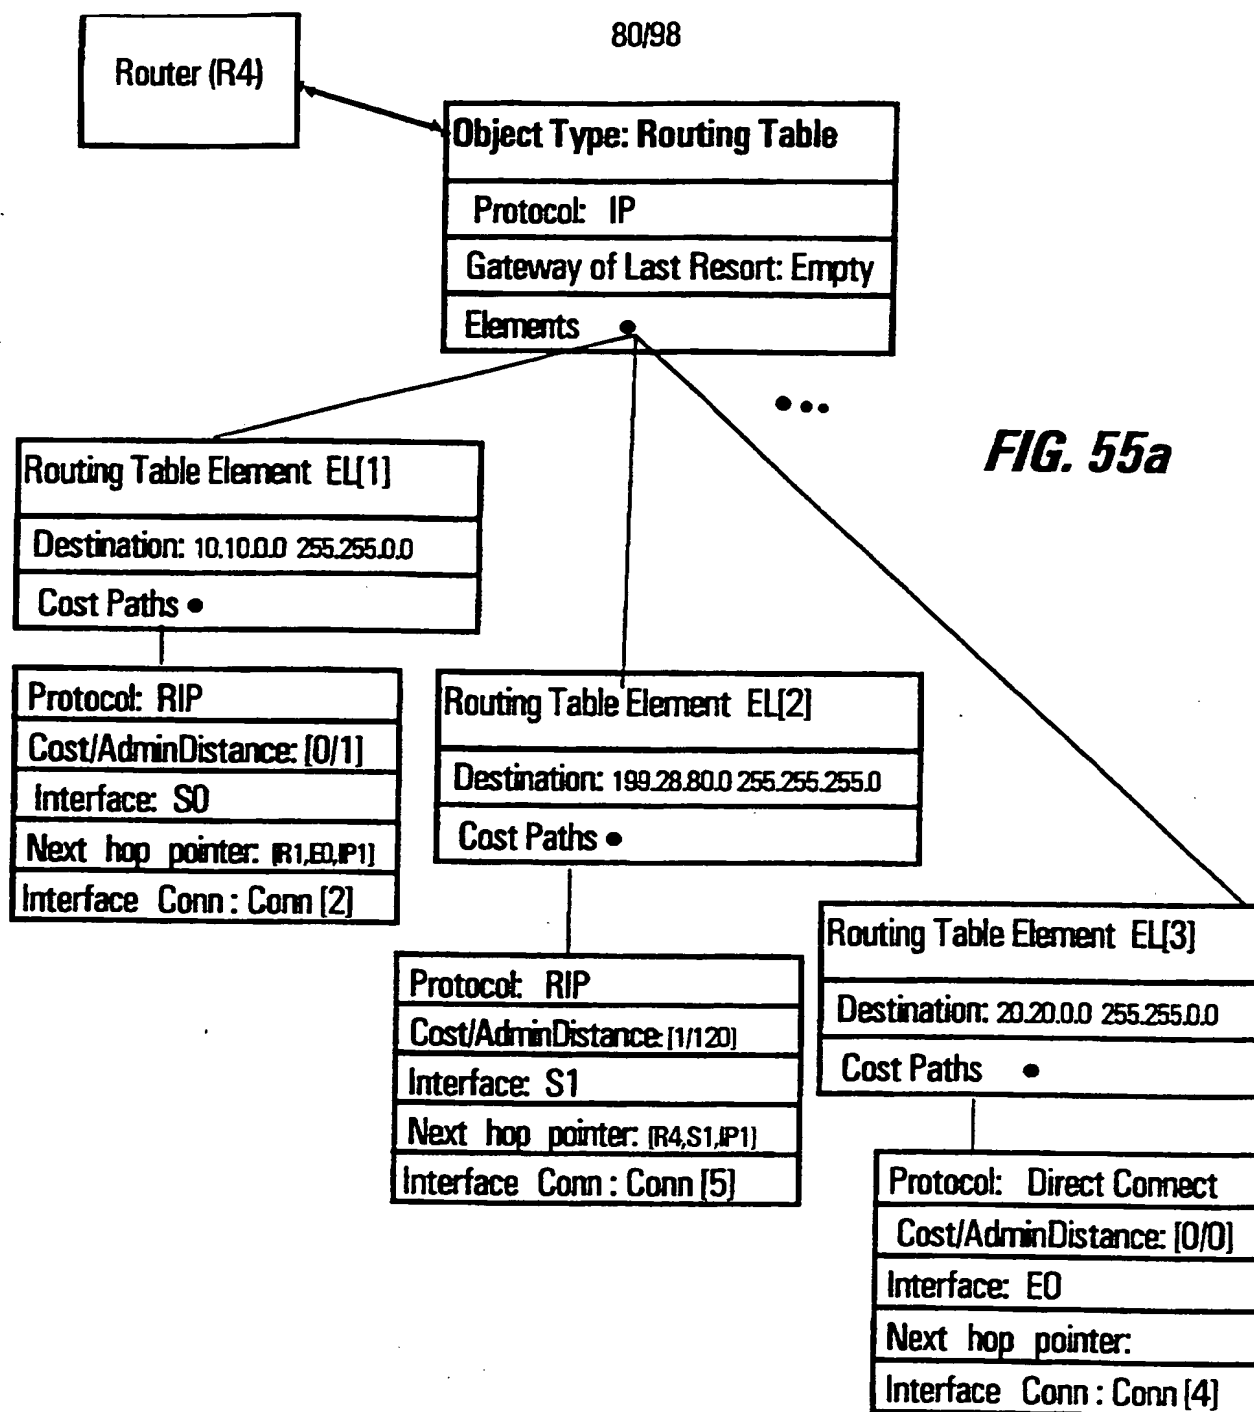 80/98
Router (R4)
Object Type: Routing Table
Protocol: IP
Gateway of Last Resort: Empty
Elements
FIG. 55a
Routing Table Element EL[1]
Destination: 10.10.0.0 255.255.0.0
Cost Paths
Protocol: RIP
Cost/AdminDistance: [0/1]
Interface: S0
Next hop pointer: [R1,E0,IP1]
Interface Conn : Conn [2]
Routing Table Element EL[2]
Destination: 199.28.80.0 255.255.255.0
Cost Paths
Protocol: RIP
Cost/AdminDistance: [1/120]
Interface: S1
Next hop pointer: [R4,S1,IP1]
Interface Conn : Conn [5]
Routing Table Element EL[3]
Destination: 20.20.0.0 255.255.0.0
Cost Paths
Protocol: Direct Connect
Cost/AdminDistance: [0/0]
Interface: E0
Next hop pointer:
Interface Conn : Conn [4]